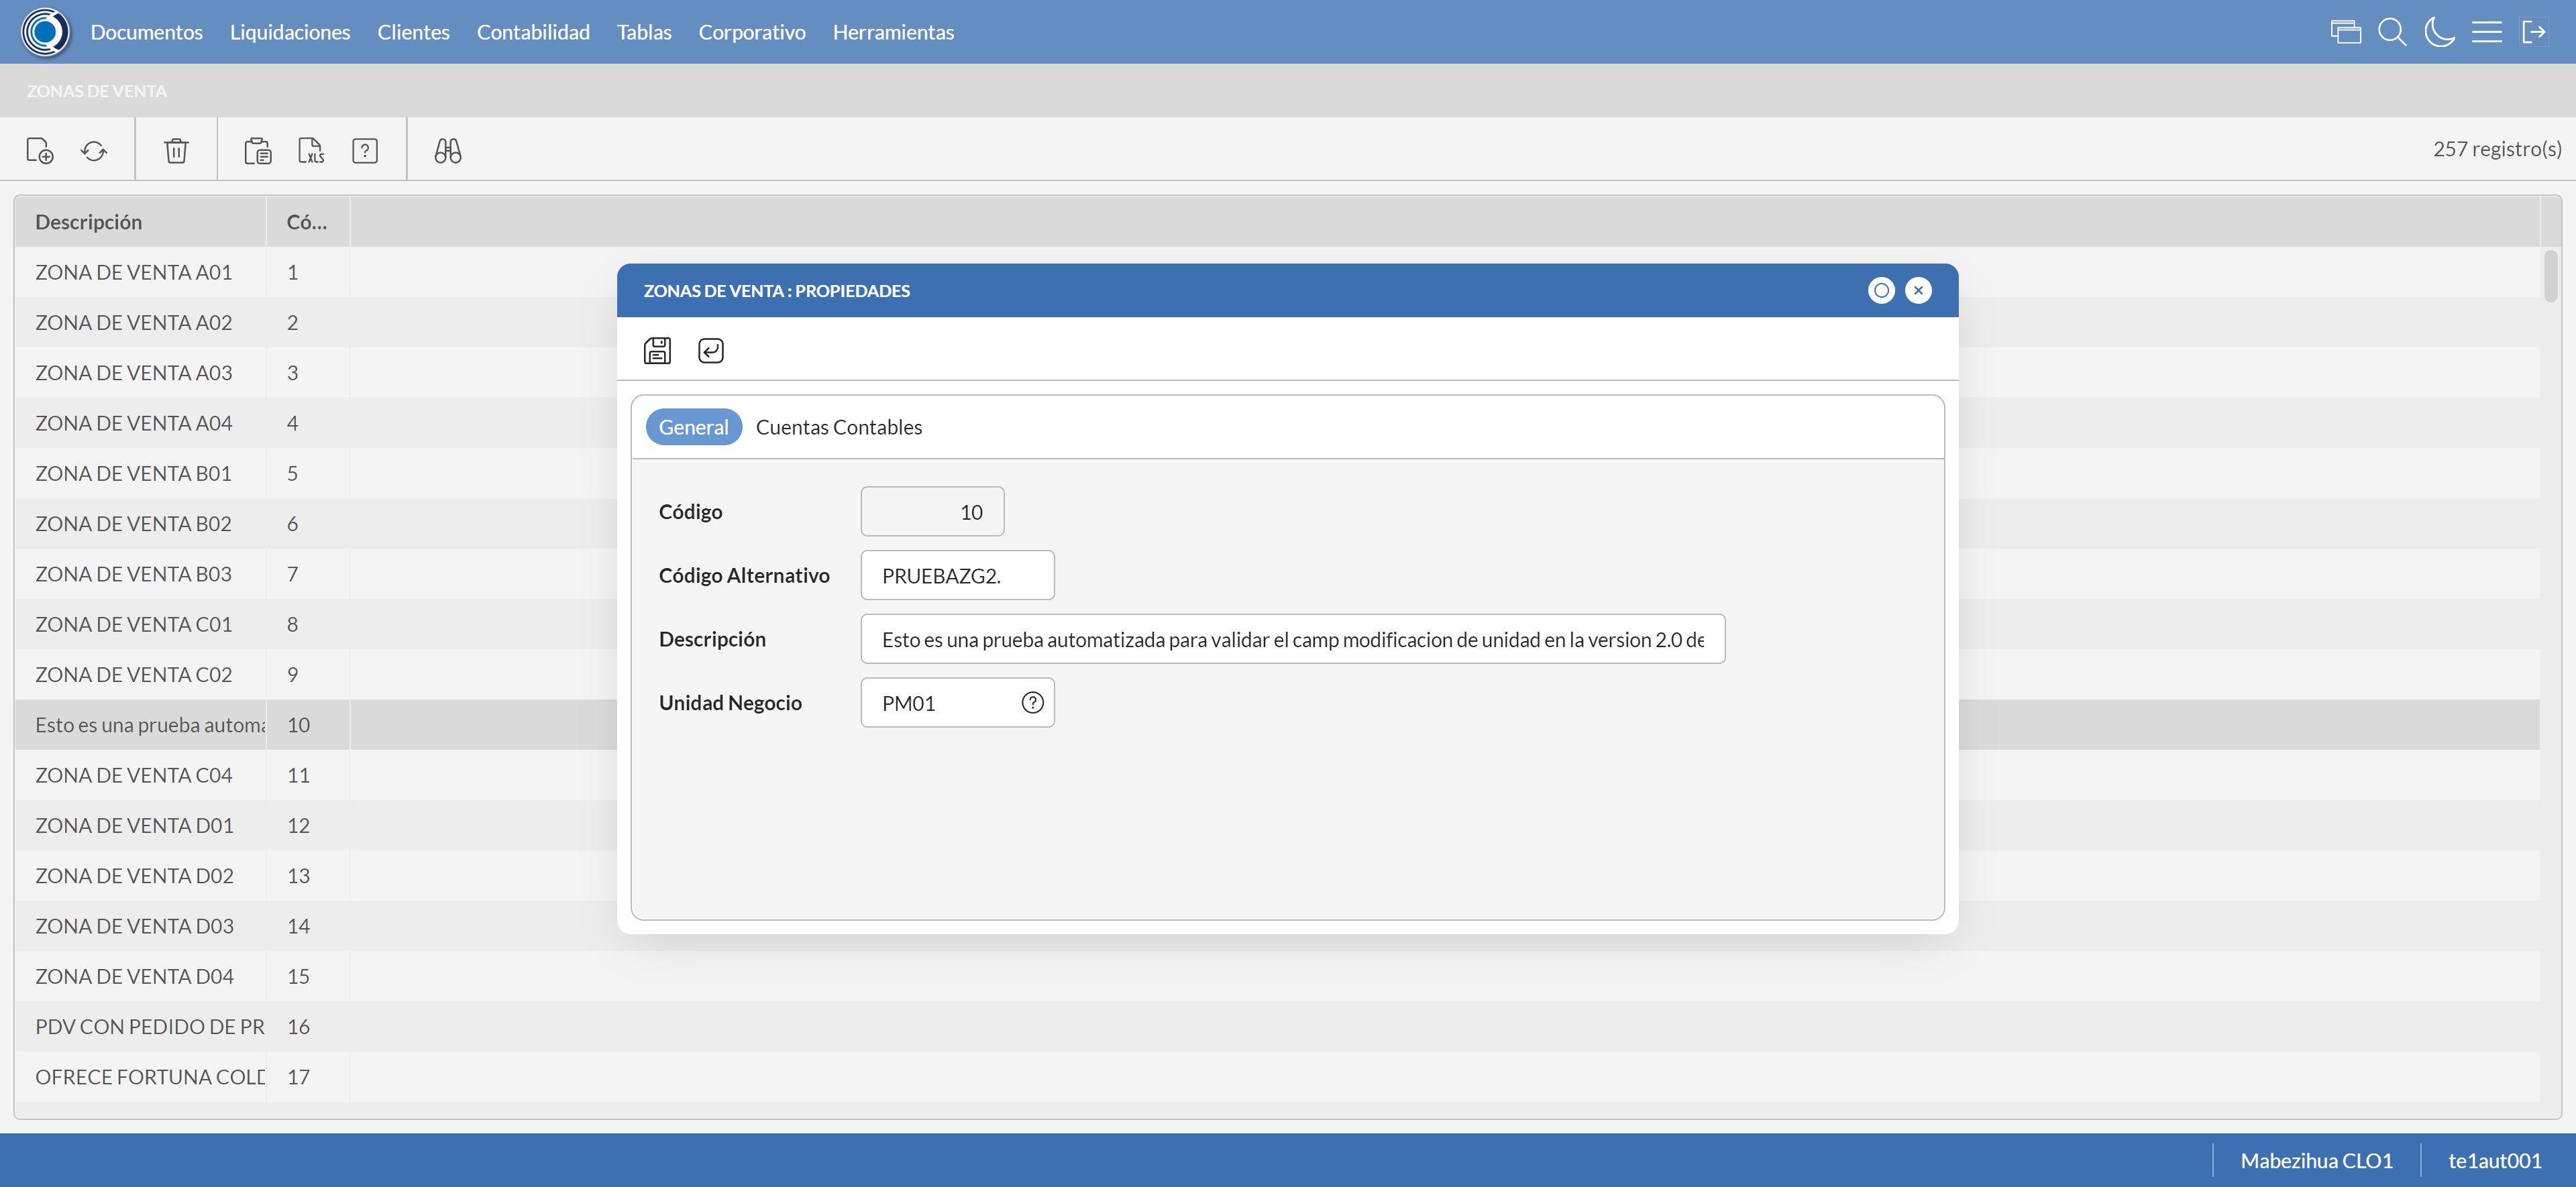 Documentos Liquidaciones Clientes Contabilidad Tablas Corporativo Herramientas
ZONAS DE VENTA
XLS
257 registro(s)
Descripción Có...
ZONA DE VENTA A01 1
ZONA DE VENTA A02 2
ZONA DE VENTA A03 3
ZONA DE VENTA A04 4
ZONA DE VENTA B01 5
ZONA DE VENTA B02 6
ZONA DE VENTA B03 7
ZONA DE VENTA C01 8
ZONA DE VENTA C02 9
Esto es una prueba automa 10
ZONA DE VENTA C04 11
ZONA DE VENTA D01 12
ZONA DE VENTA D02 13
ZONA DE VENTA D03 14
ZONA DE VENTA D04 15
PDV CON PEDIDO DE PR 16
OFRECE FORTUNA COLD 17
ZONAS DE VENTA : PROPIEDADES
General Cuentas Contables
Código 10
Código Alternativo PRUEBAZG2.
Descripción Esto es una prueba automatizada para validar el camp modificacion de unidad en la version 2.0 de
Unidad Negocio PM01
Mabezihua CLO1 te1aut001